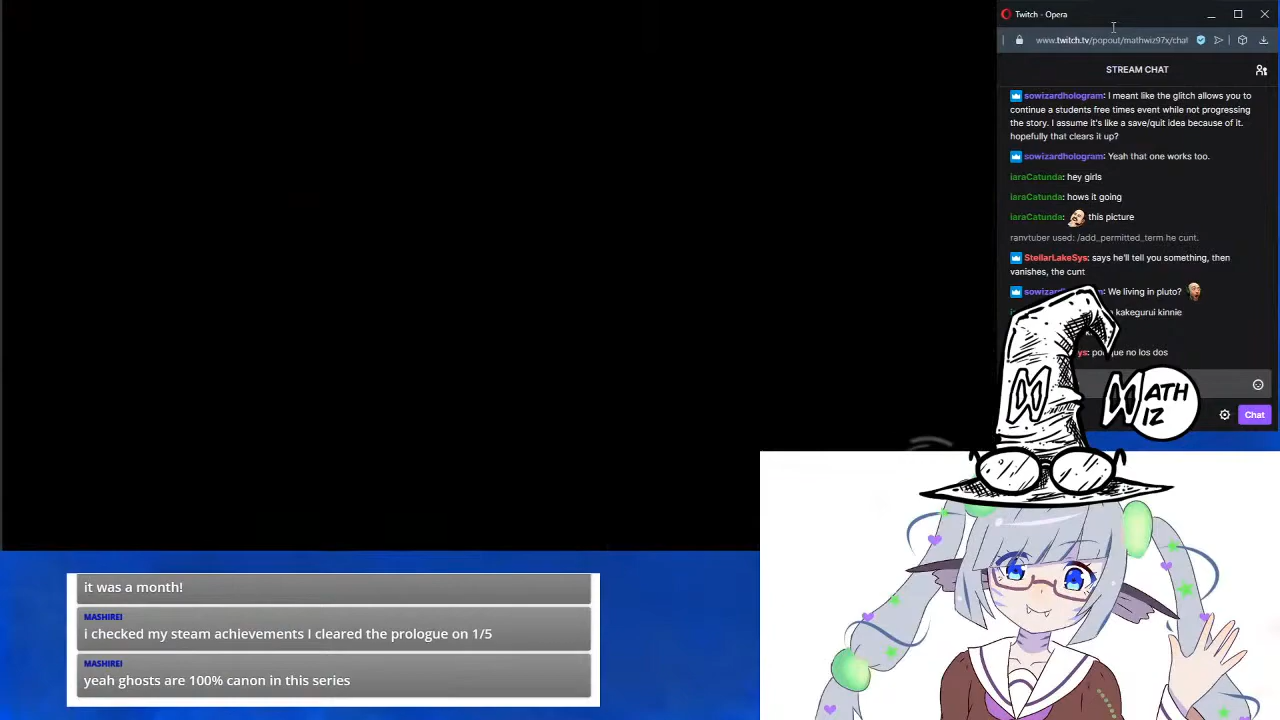 Twitch - Opera
www.twitch.tv/popout/mathwiz97x/chat
STREAM CHAT
sowizardhologram: I meant like the glitch allows you to
continue a students free times event while not progressing
the story. I assume it's like a save/quit idea because of it.
hopefully that clears it up?
sowizardhologram: Yeah that one works too.
iaraCatunda: hey girls
iaraCatunda: hows it going
iaraCatunda: this picture
ranvtuber used: /add_permitted_term he cunt.
StellarLakeSys: says he'll tell you something, then
vanishes, the cunt
We living in pluto?
kakegurui kinnie
no los dos
Chat
MATH
WIZ
it was a month!
MASHIREI
i checked my steam achievements I cleared the prologue on 1/5
MASHIREI
yeah ghosts are 100% canon in this series